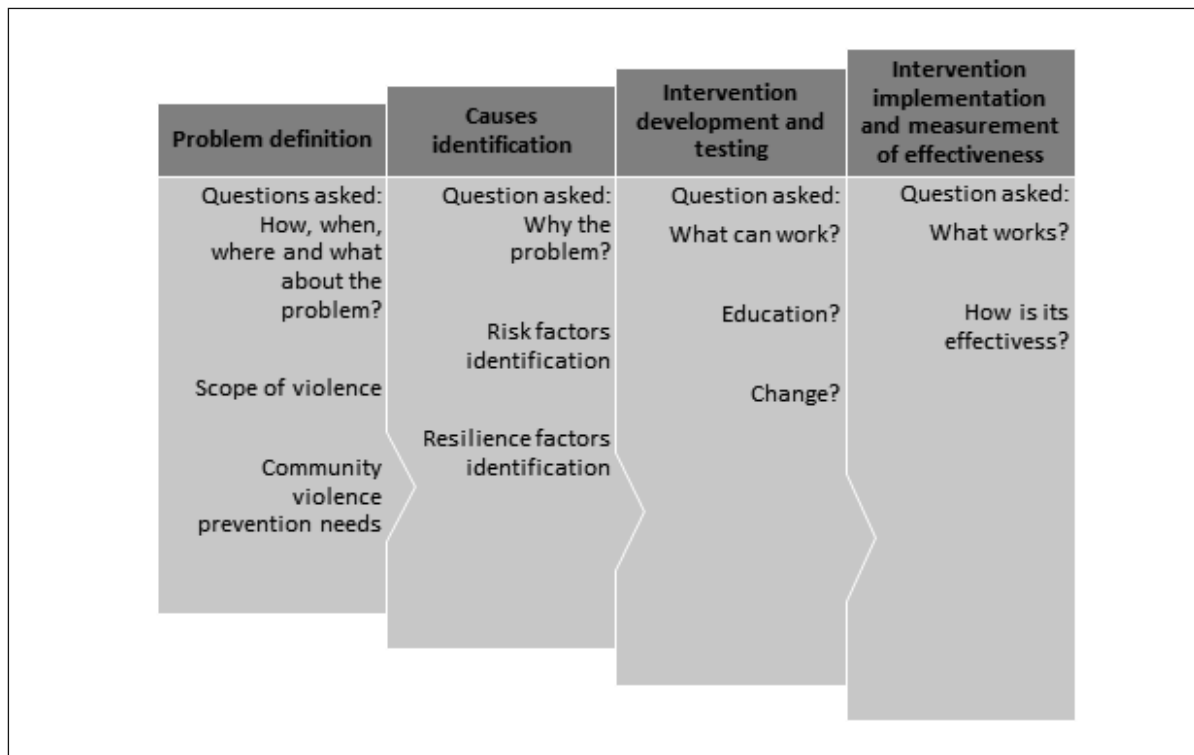 Problem definition
Questions asked:
How, when,
where and what
about the
problem?
Scope of violence
Community
violence
prevention needs
Causes
identification
Question asked:
Why the
problem?
Risk factors
identification
Resilience factors
identification
Intervention
development and
testing
Question asked:
What can work?
Education?
Change?
Intervention
implementation
and measurement
of effectiveness
Question asked:
What works?
How is its
effectivess?